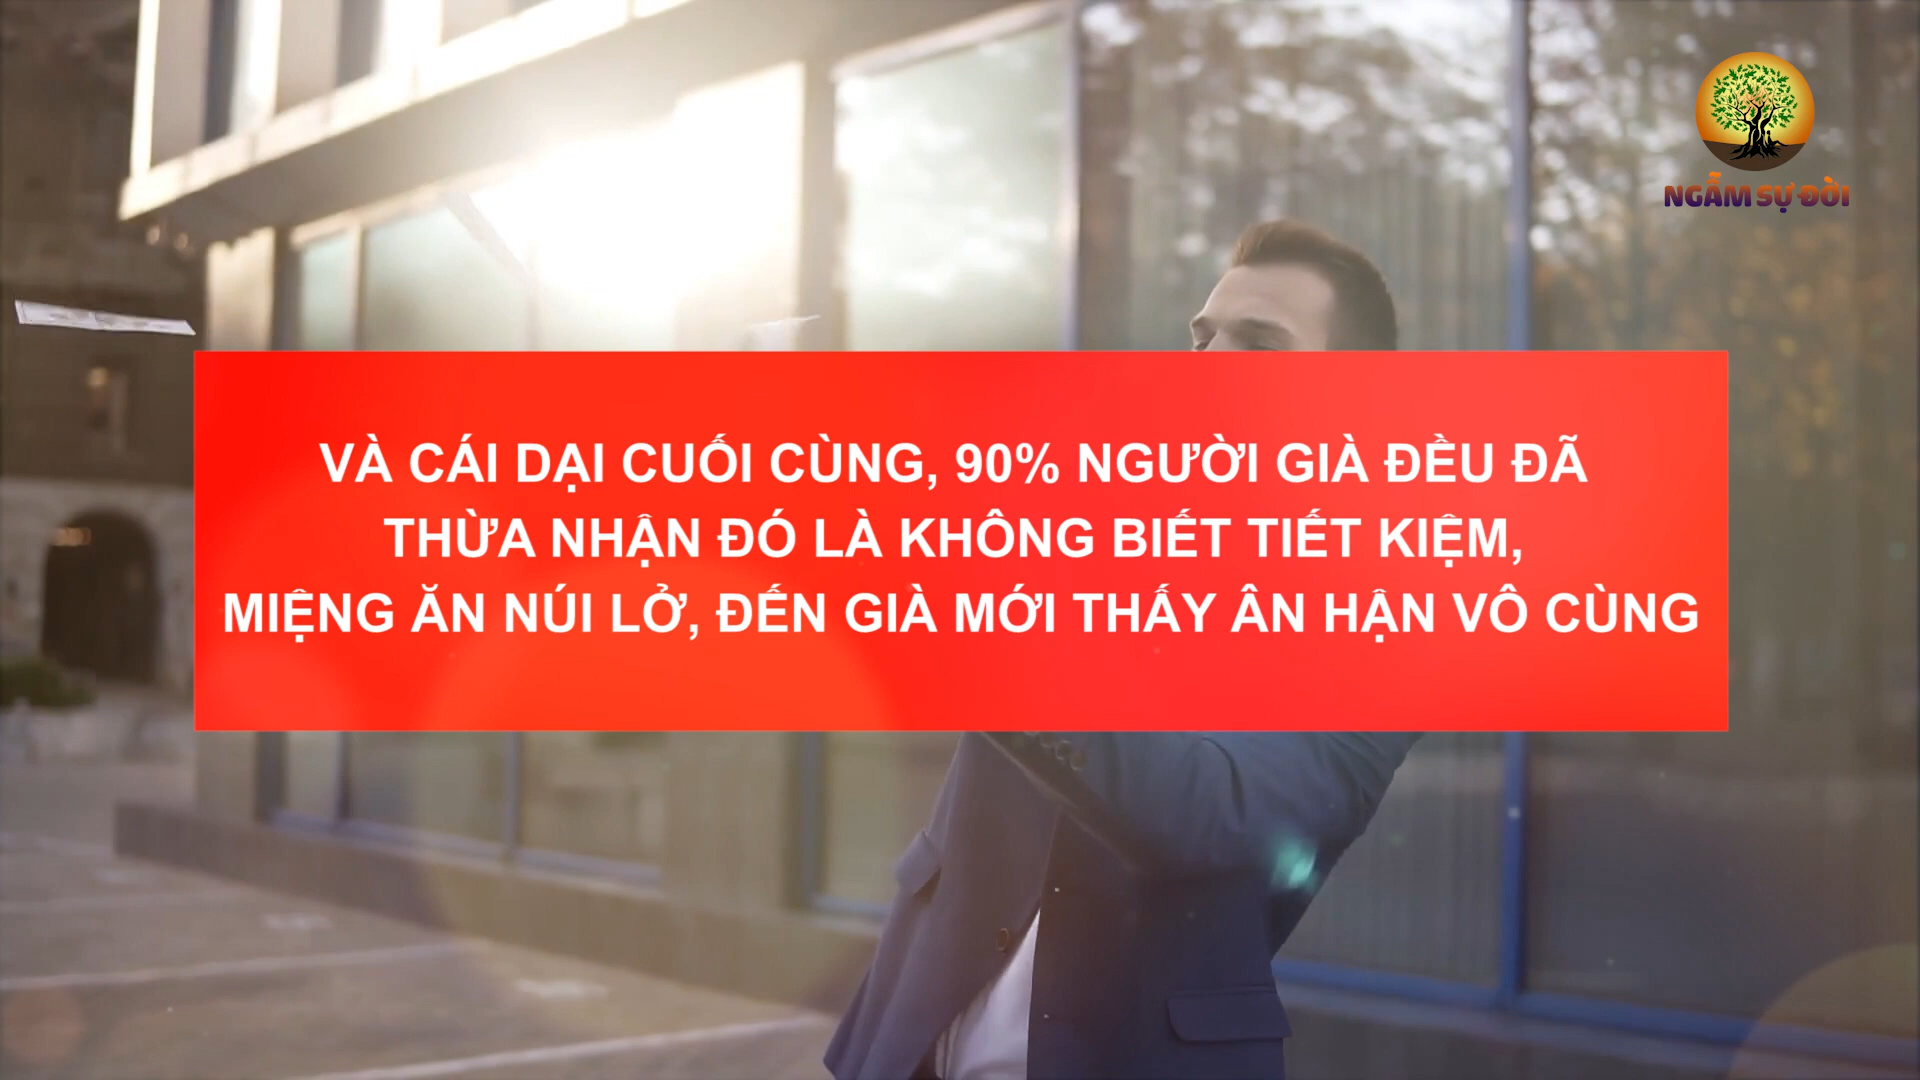 NGẪM SỰ ĐỜI
VÀ CÁI DẠI CUỐI CÙNG, 90% NGƯỜI GIÀ ĐỀU ĐÃ
THỪA NHẬN ĐÓ LÀ KHÔNG BIẾT TIẾT KIỆM,
MIỆNG ĂN NÚI LỞ, ĐẾN GIÀ MỚI THẤY ÂN HẬN VÔ CÙNG